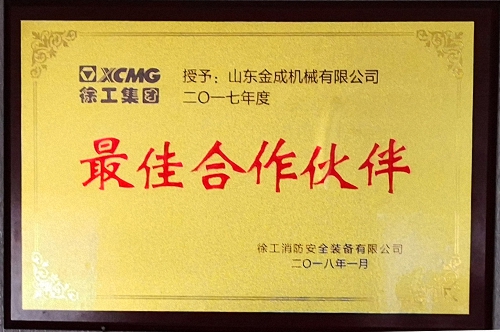 XCMG 授予：山东金成机械有限公司
徐工集团 二〇一七年度
最佳合作伙伴
徐工消防安全装备有限公司
二〇一八年一月